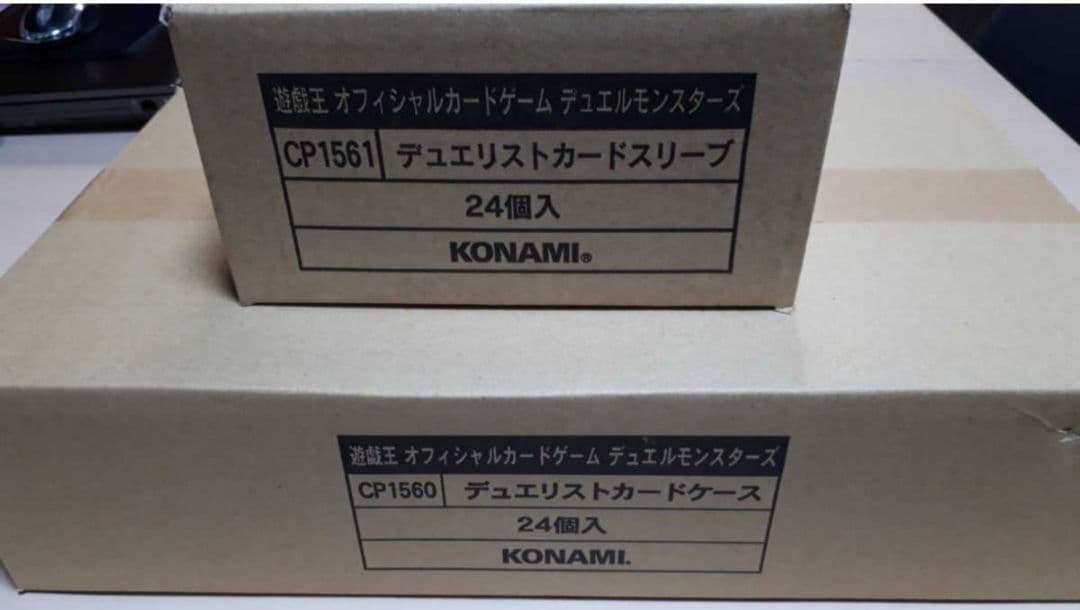 遊戯王 オフィシャルカードゲーム デュエルモンスターズ
CP1561 デュエリストカードスリーブ
24個入
KONAMI®
遊戯王 オフィシャルカードゲーム デュエルモンスターズ
CP1560 デュエリストカードケース
24個入
KONAMI.